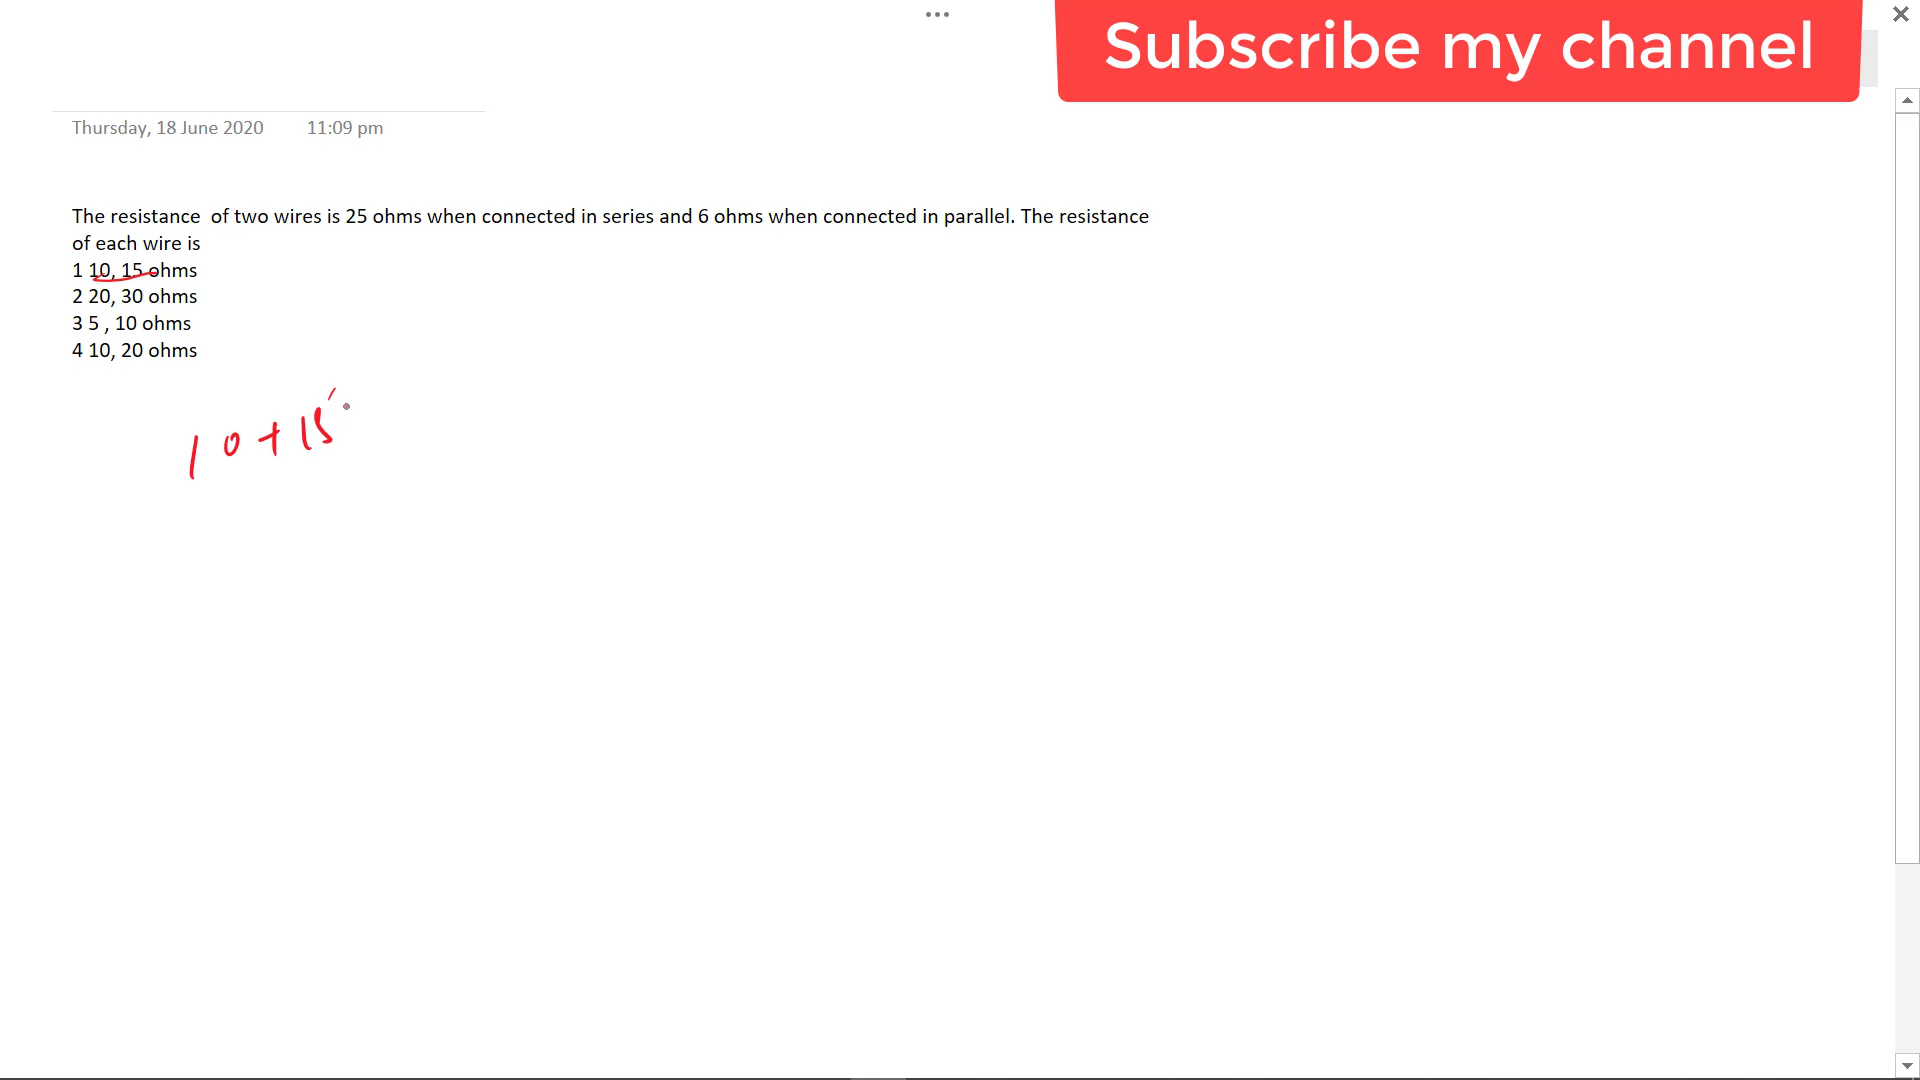 Subscribe my channel
Thursday, 18 June 2020 11:09 pm
The resistance of two wires is 25 ohms when connected in series and 6 ohms when connected in parallel. The resistance
of each wire is
1 10, 15 ohms
2 20, 30 ohms
3 5 , 10 ohms
4 10, 20 ohms
10 + 15